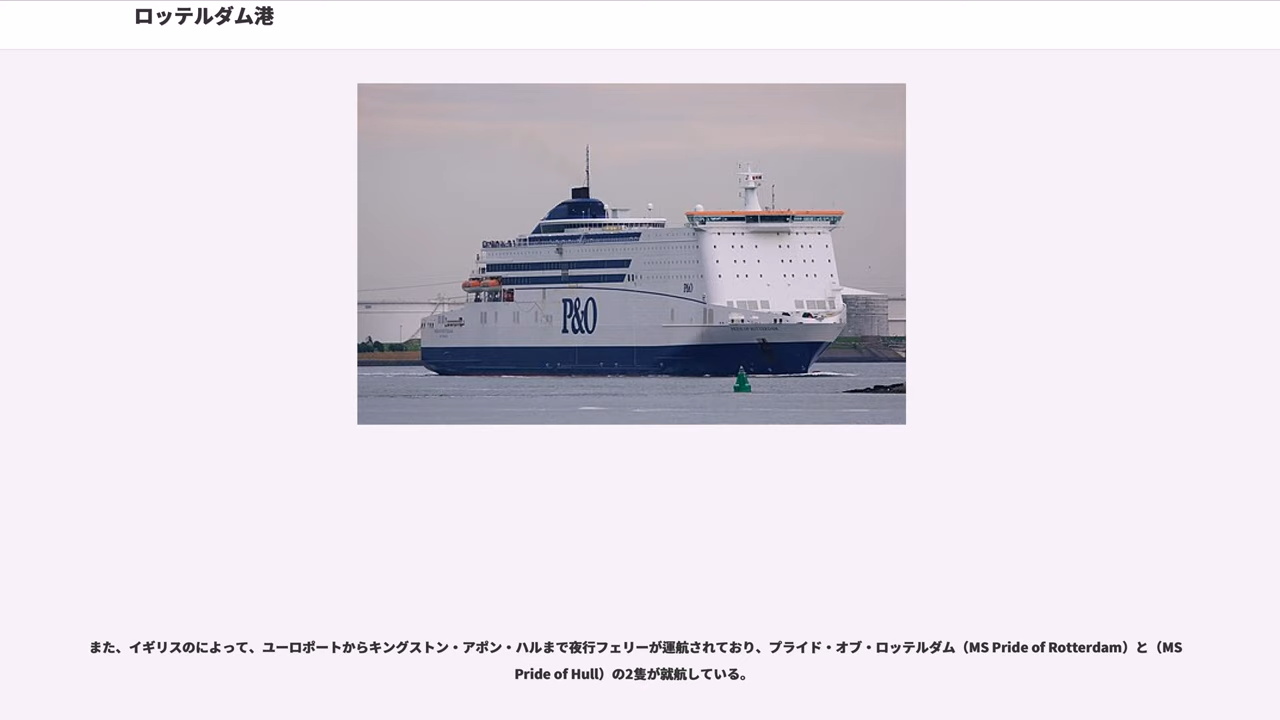 ロッテルダム港
P&O
P&O
また、イギリスのによって、ユーロポートからキングストン・アポン・ハルまで夜行フェリーが運航されており、プライド・オブ・ロッテルダム（MS Pride of Rotterdam）と（MS
Pride of Hull）の2隻が就航している。